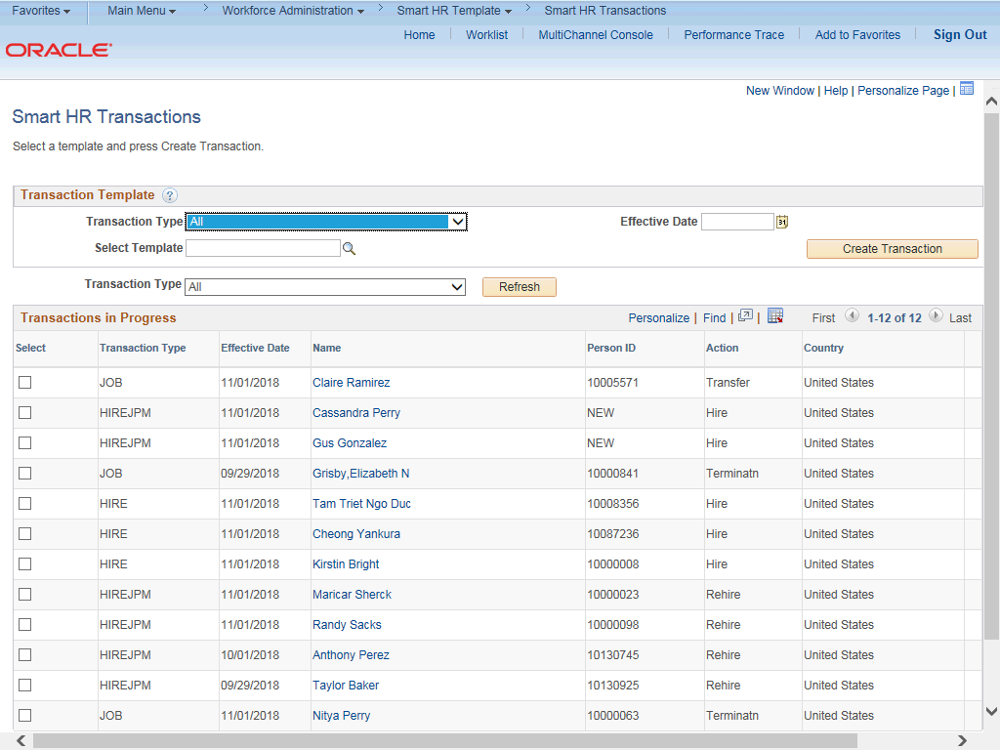 Favorites Main Menu > Workforce Administration > Smart HR Template > Smart HR Transactions
Home Worklist MultiChannel Console Performance Trace Add to Favorites Sign Out
ORACLE
New Window | Help | Personalize Page |
Smart HR Transactions
Select a template and press Create Transaction.
Transaction Template ?
Transaction Type All Effective Date 31
Select Template Create Transaction
Transaction Type All Refresh
Transactions in Progress Personalize | Find | | First 1-12 of 12 Last
Select Transaction Type Effective Date Name Person ID Action Country
JOB 11/01/2018 Claire Ramirez 10005571 Transfer United States
HIREJPM 11/01/2018 Cassandra Perry NEW Hire United States
HIREJPM 11/01/2018 Gus Gonzalez NEW Hire United States
JOB 09/29/2018 Grisby,Elizabeth N 10000841 Terminatn United States
HIRE 11/01/2018 Tam Triet Ngo Duc 10008356 Hire United States
HIRE 11/01/2018 Cheong Yankura 10087236 Hire United States
HIRE 11/01/2018 Kirstin Bright 10000008 Hire United States
HIREJPM 11/01/2018 Maricar Sherck 10000023 Rehire United States
HIREJPM 11/01/2018 Randy Sacks 10000098 Rehire United States
HIREJPM 10/01/2018 Anthony Perez 10130745 Rehire United States
HIREJPM 09/29/2018 Taylor Baker 10130925 Rehire United States
JOB 11/01/2018 Nitya Perry 10000063 Terminatn United States